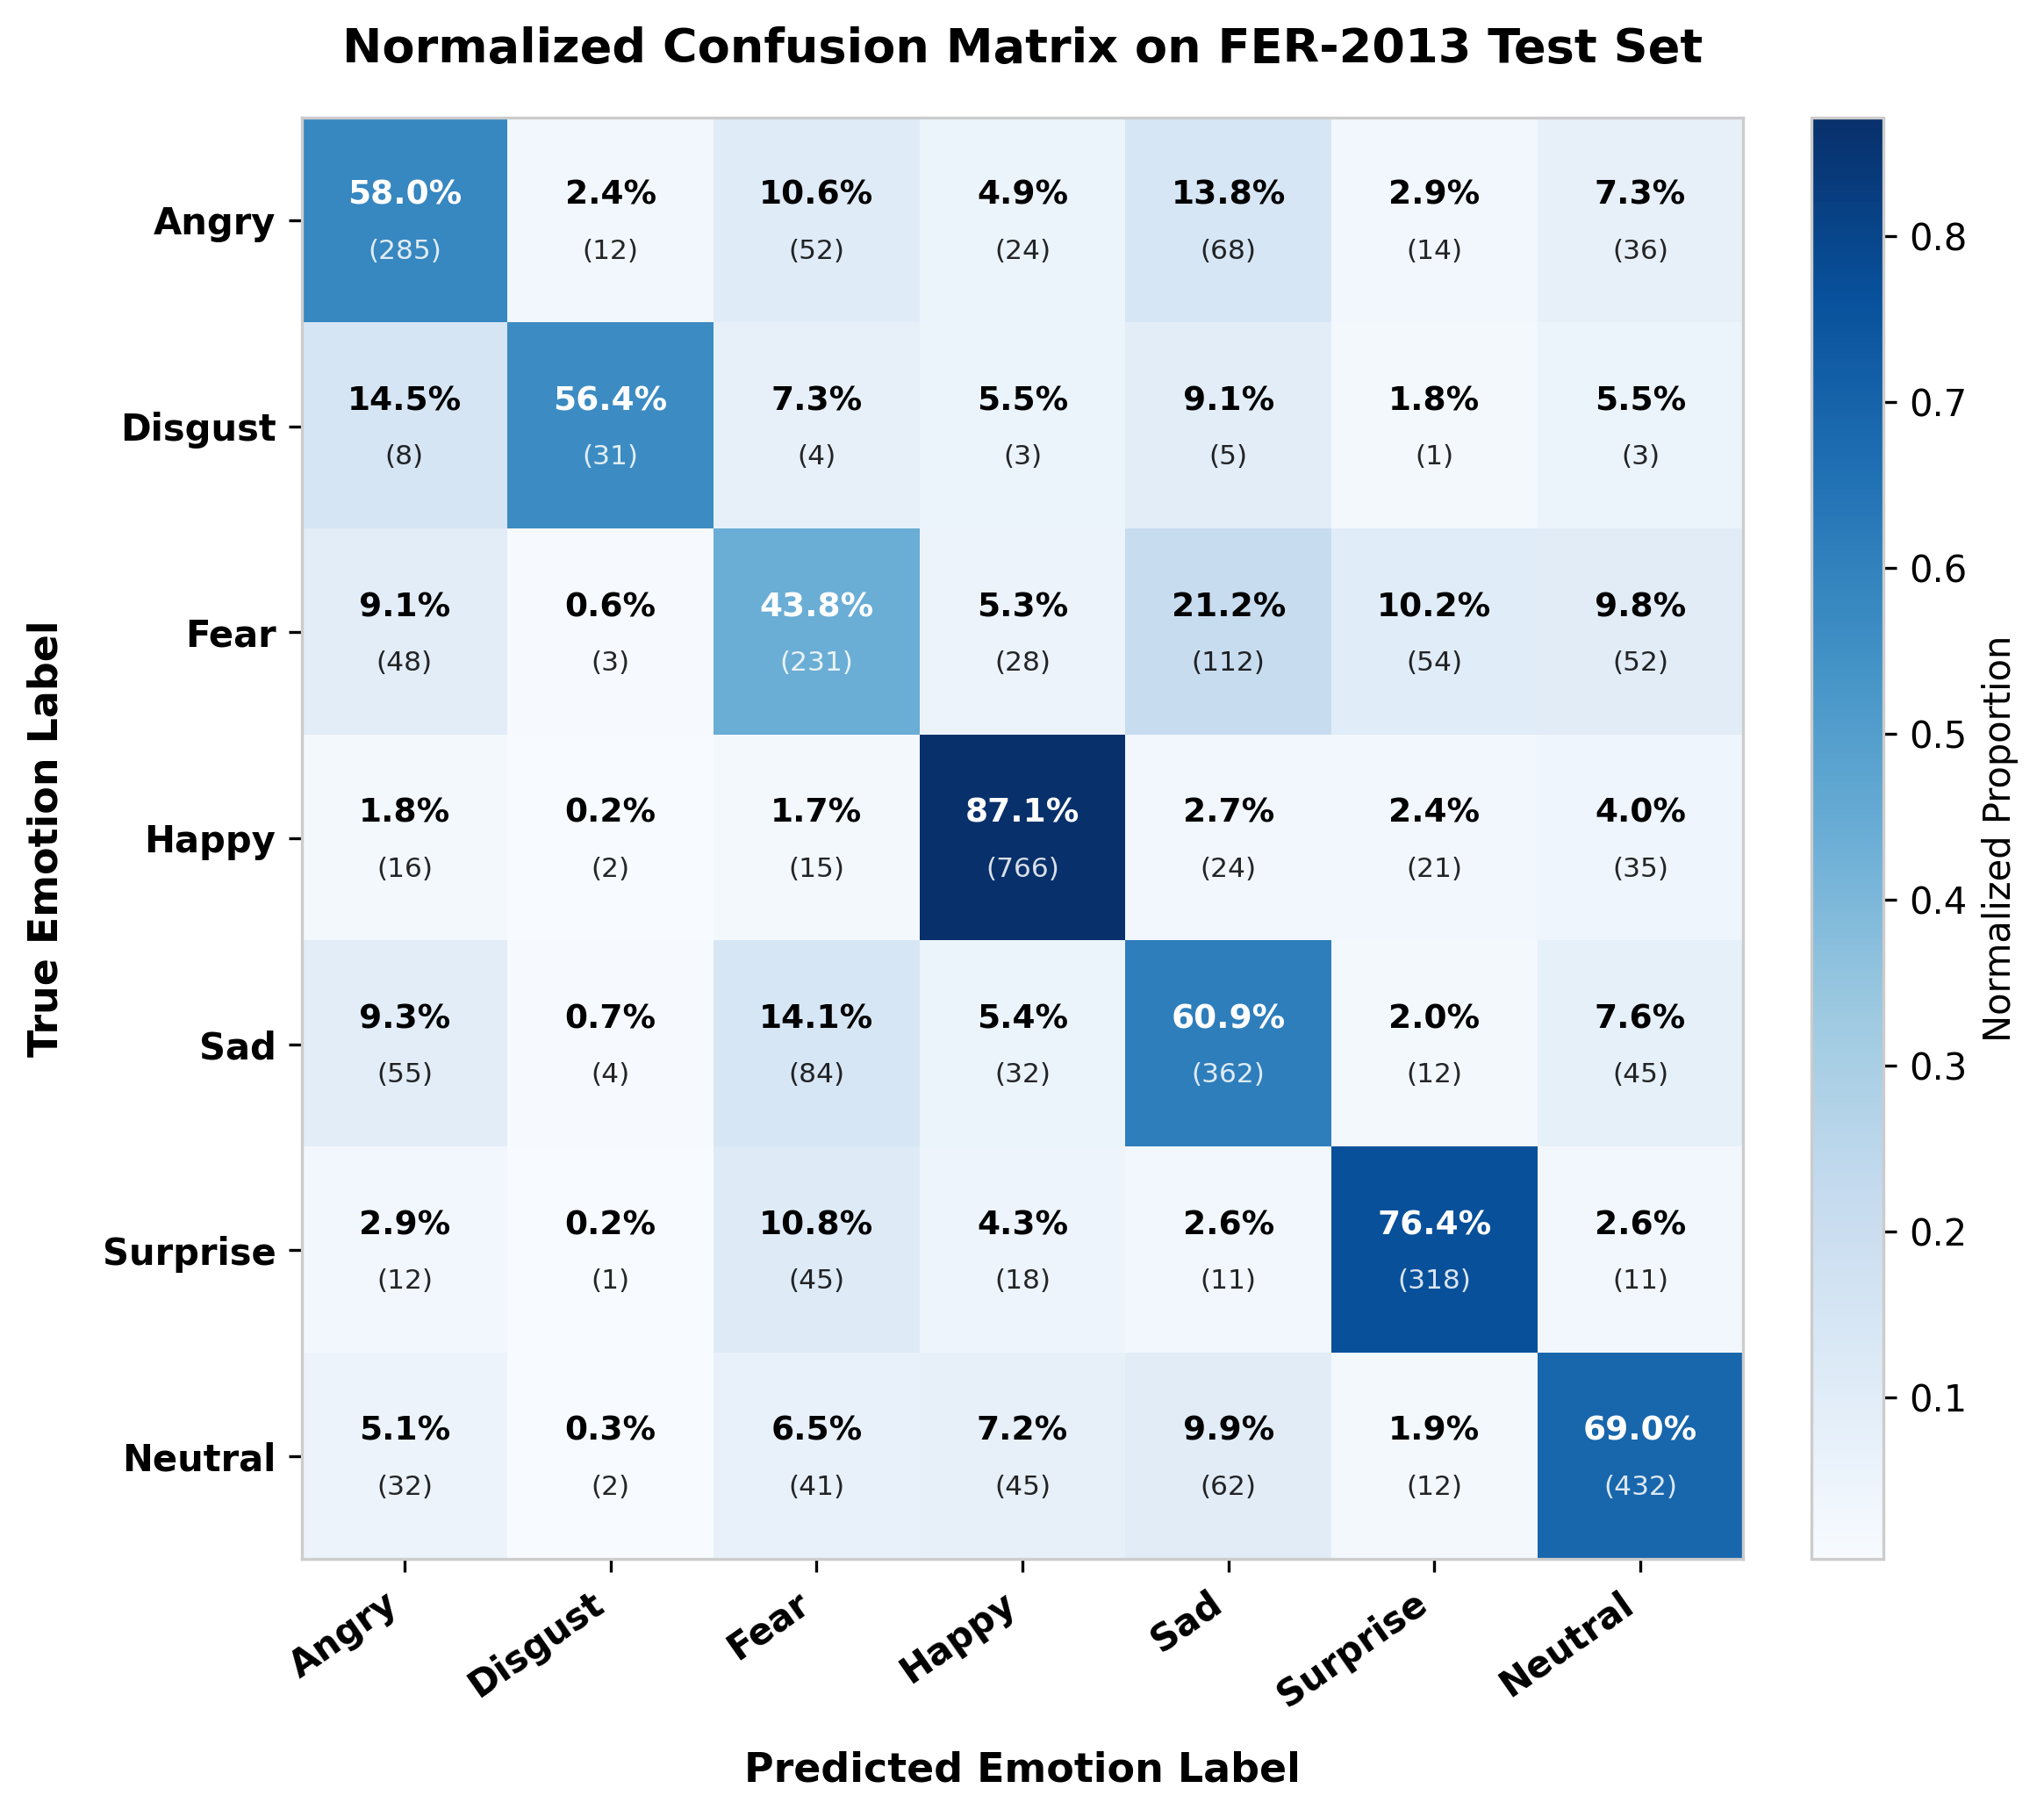 Normalized Confusion Matrix on FER-2013 Test Set
True Emotion Label
Angry
58.0% 2.4% 10.6% 4.9% 13.8% 2.9% 7.3%
(285) (12) (52) (24) (68) (14) (36)
Disgust
14.5% 56.4% 7.3% 5.5% 9.1% 1.8% 5.5%
(8) (31) (4) (3) (5) (1) (3)
Fear
9.1% 0.6% 43.8% 5.3% 21.2% 10.2% 9.8%
(48) (3) (231) (28) (112) (54) (52)
Happy
1.8% 0.2% 1.7% 87.1% 2.7% 2.4% 4.0%
(16) (2) (15) (766) (24) (21) (35)
Sad
9.3% 0.7% 14.1% 5.4% 60.9% 2.0% 7.6%
(55) (4) (84) (32) (362) (12) (45)
Surprise
2.9% 0.2% 10.8% 4.3% 2.6% 76.4% 2.6%
(12) (1) (45) (18) (11) (318) (11)
Neutral
5.1% 0.3% 6.5% 7.2% 9.9% 1.9% 69.0%
(32) (2) (41) (45) (62) (12) (432)
Angry Disgust Fear Happy Sad Surprise Neutral
Predicted Emotion Label
0.8
0.7
0.6
0.5
0.4
0.3
0.2
0.1
Normalized Proportion